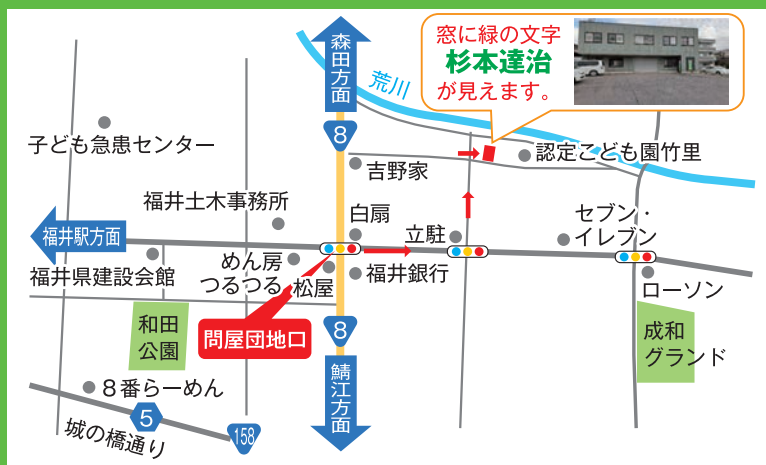 森田方面
8
荒川
窓に緑の文字
杉本達治
が見えます。
子ども急患センター
吉野家
認定こども園竹里
福井土木事務所
白扇
立駐
セブン・
イレブン
福井駅方面
福井県建設会館
めん房
つるつる
松屋
福井銀行
ローソン
和田
公園
問屋団地口
8
成和
グランド
鯖江方面
8番らーめん
5
158
城の橋通り